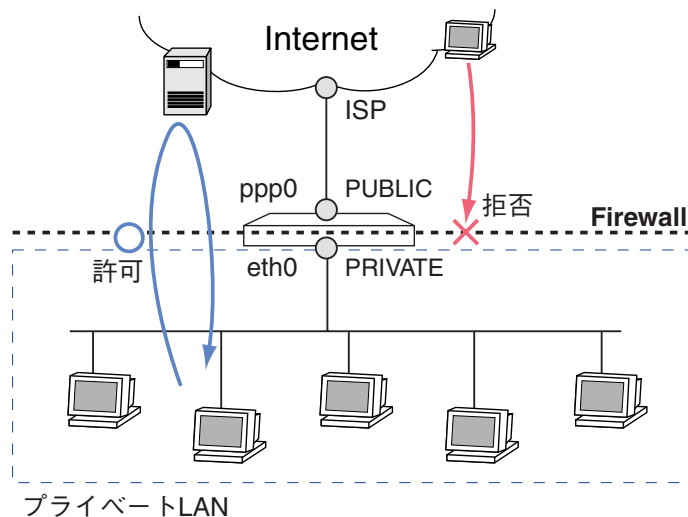 Internet
ISP
ppp0
PUBLIC
拒否
Firewall
許可
eth0
PRIVATE
プライベートLAN